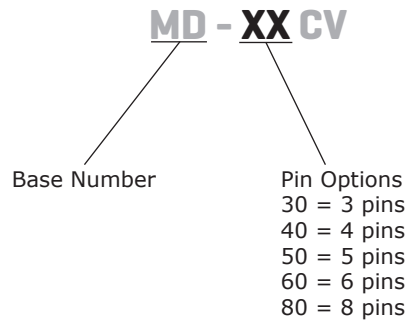 MD - XX CV
Base Number
Pin Options
30 = 3 pins
40 = 4 pins
50 = 5 pins
60 = 6 pins
80 = 8 pins